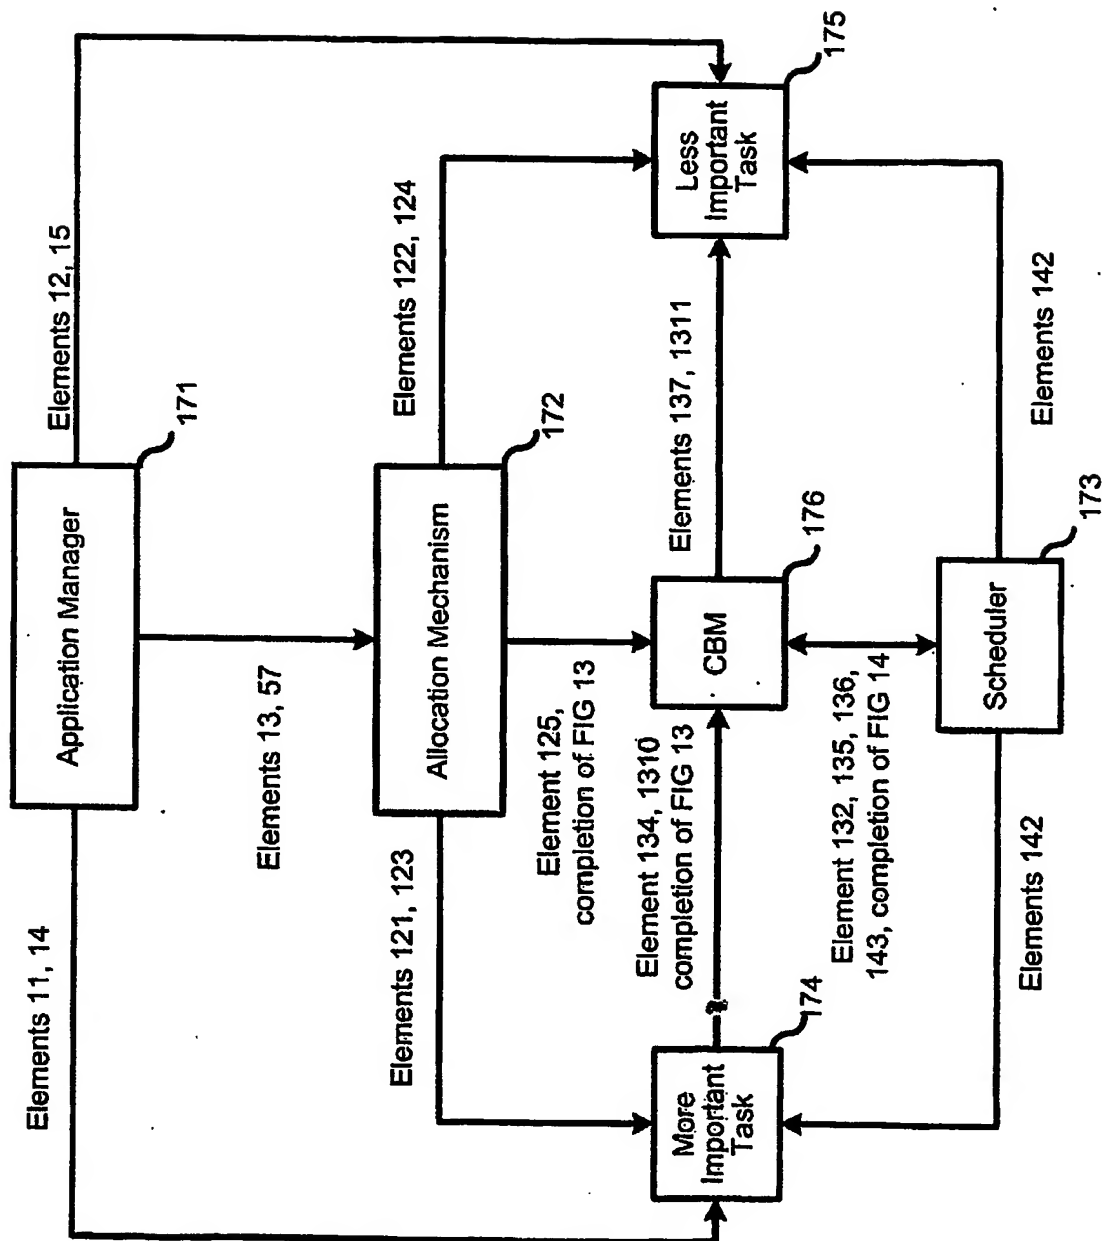 Application Manager
171
Elements 11, 14
Elements 12, 15
Elements 13, 57
Allocation Mechanism
172
Elements 121, 123
Elements 122, 124
Element 125,
completion of FIG 13
More
Important
Task
174
Element 134, 1310
completion of FIG 13
CBM
176
Elements 137, 1311
Less
Important
Task
175
Element 132, 135, 136,
143, completion of FIG 14
Elements 142
Scheduler
173
Elements 142